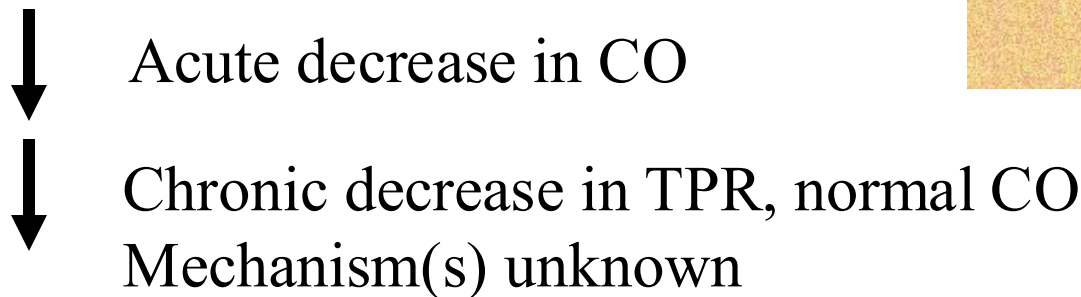 Acute decrease in CO
Chronic decrease in TPR, normal CO
Mechanism(s) unknown